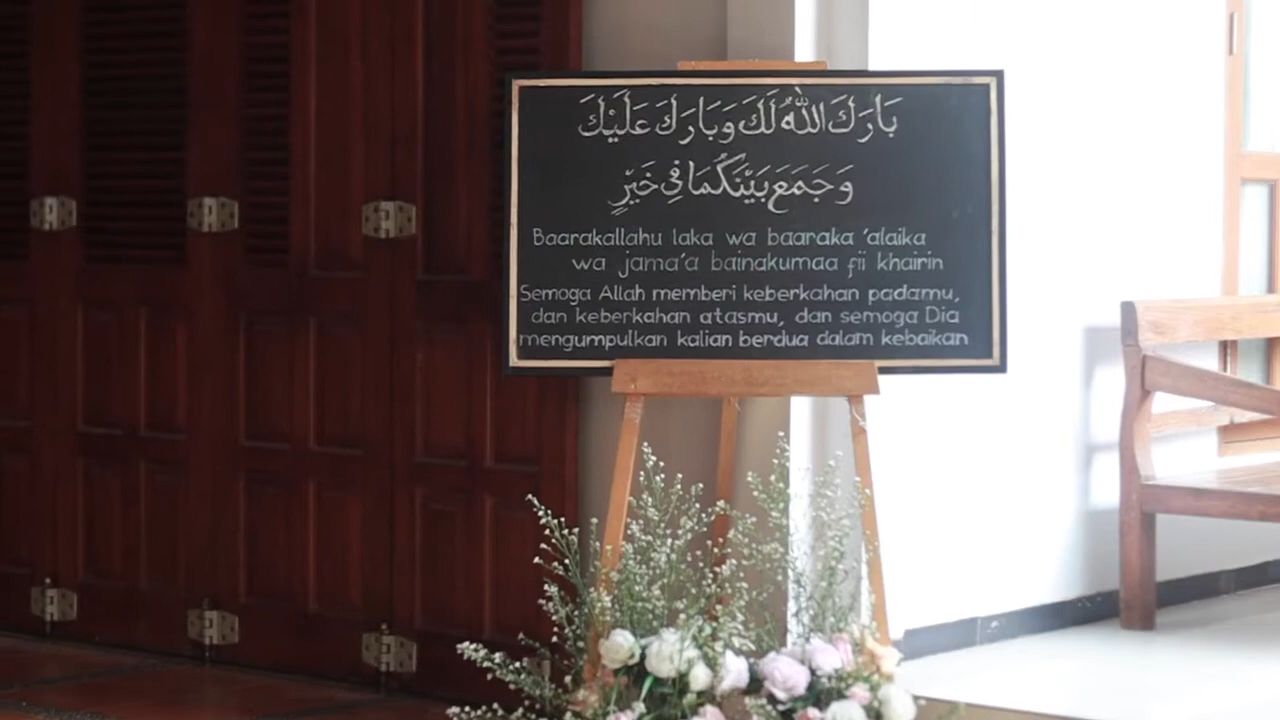 بَارَكَ اللهُ لَكَ وَبَارَكَ عَلَيْكَ
وَجَمَعَ بَيْنَكُمَا فِي خَيْرٍ
Baarakallahu laka wa baaraka 'alaika
wa jama'a bainakumaa fii khairin
Semoga Allah memberi keberkahan padamu,
dan keberkahan atasmu, dan semoga Dia
mengumpulkan kalian berdua dalam kebaikan